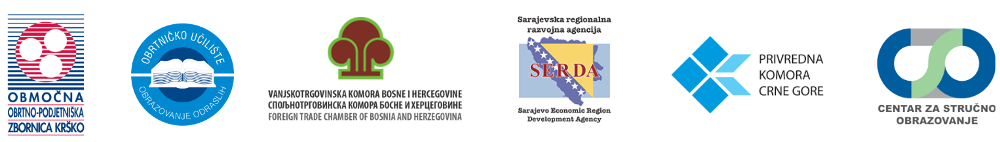 OBMOČNA
OBRTNO-PODJETNIŠKA
ZBORNICA KRŠKO
OBRTNIČKO UČILIŠTE
OBRAZOVANJE ODRASLIH
VANJSKOTRGOVINSKA KOMORA BOSNE I HERCEGOVINE
СПОЉНОТРГОВИНСКА КОМОРА БОСНЕ И ХЕРЦЕГОВИНЕ
FOREIGN TRADE CHAMBER OF BOSNIA AND HERZEGOVINA
Sarajevska regionalna
razvojna agencija
SERDA
Sarajevo Economic Region
Development Agency
PRIVREDNA
KOMORA
CRNE GORE
CENTAR ZA STRUČNO
OBRAZOVANJE